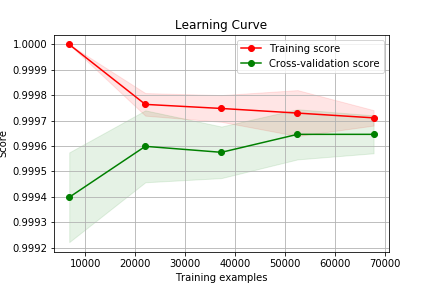 Learning Curve
1.0000
0.9999
0.9998
0.9997
0.9996
0.9995
0.9994
0.9993
0.9992
Score
Training score
Cross-validation score
10000 20000 30000 40000 50000 60000 70000
Training examples